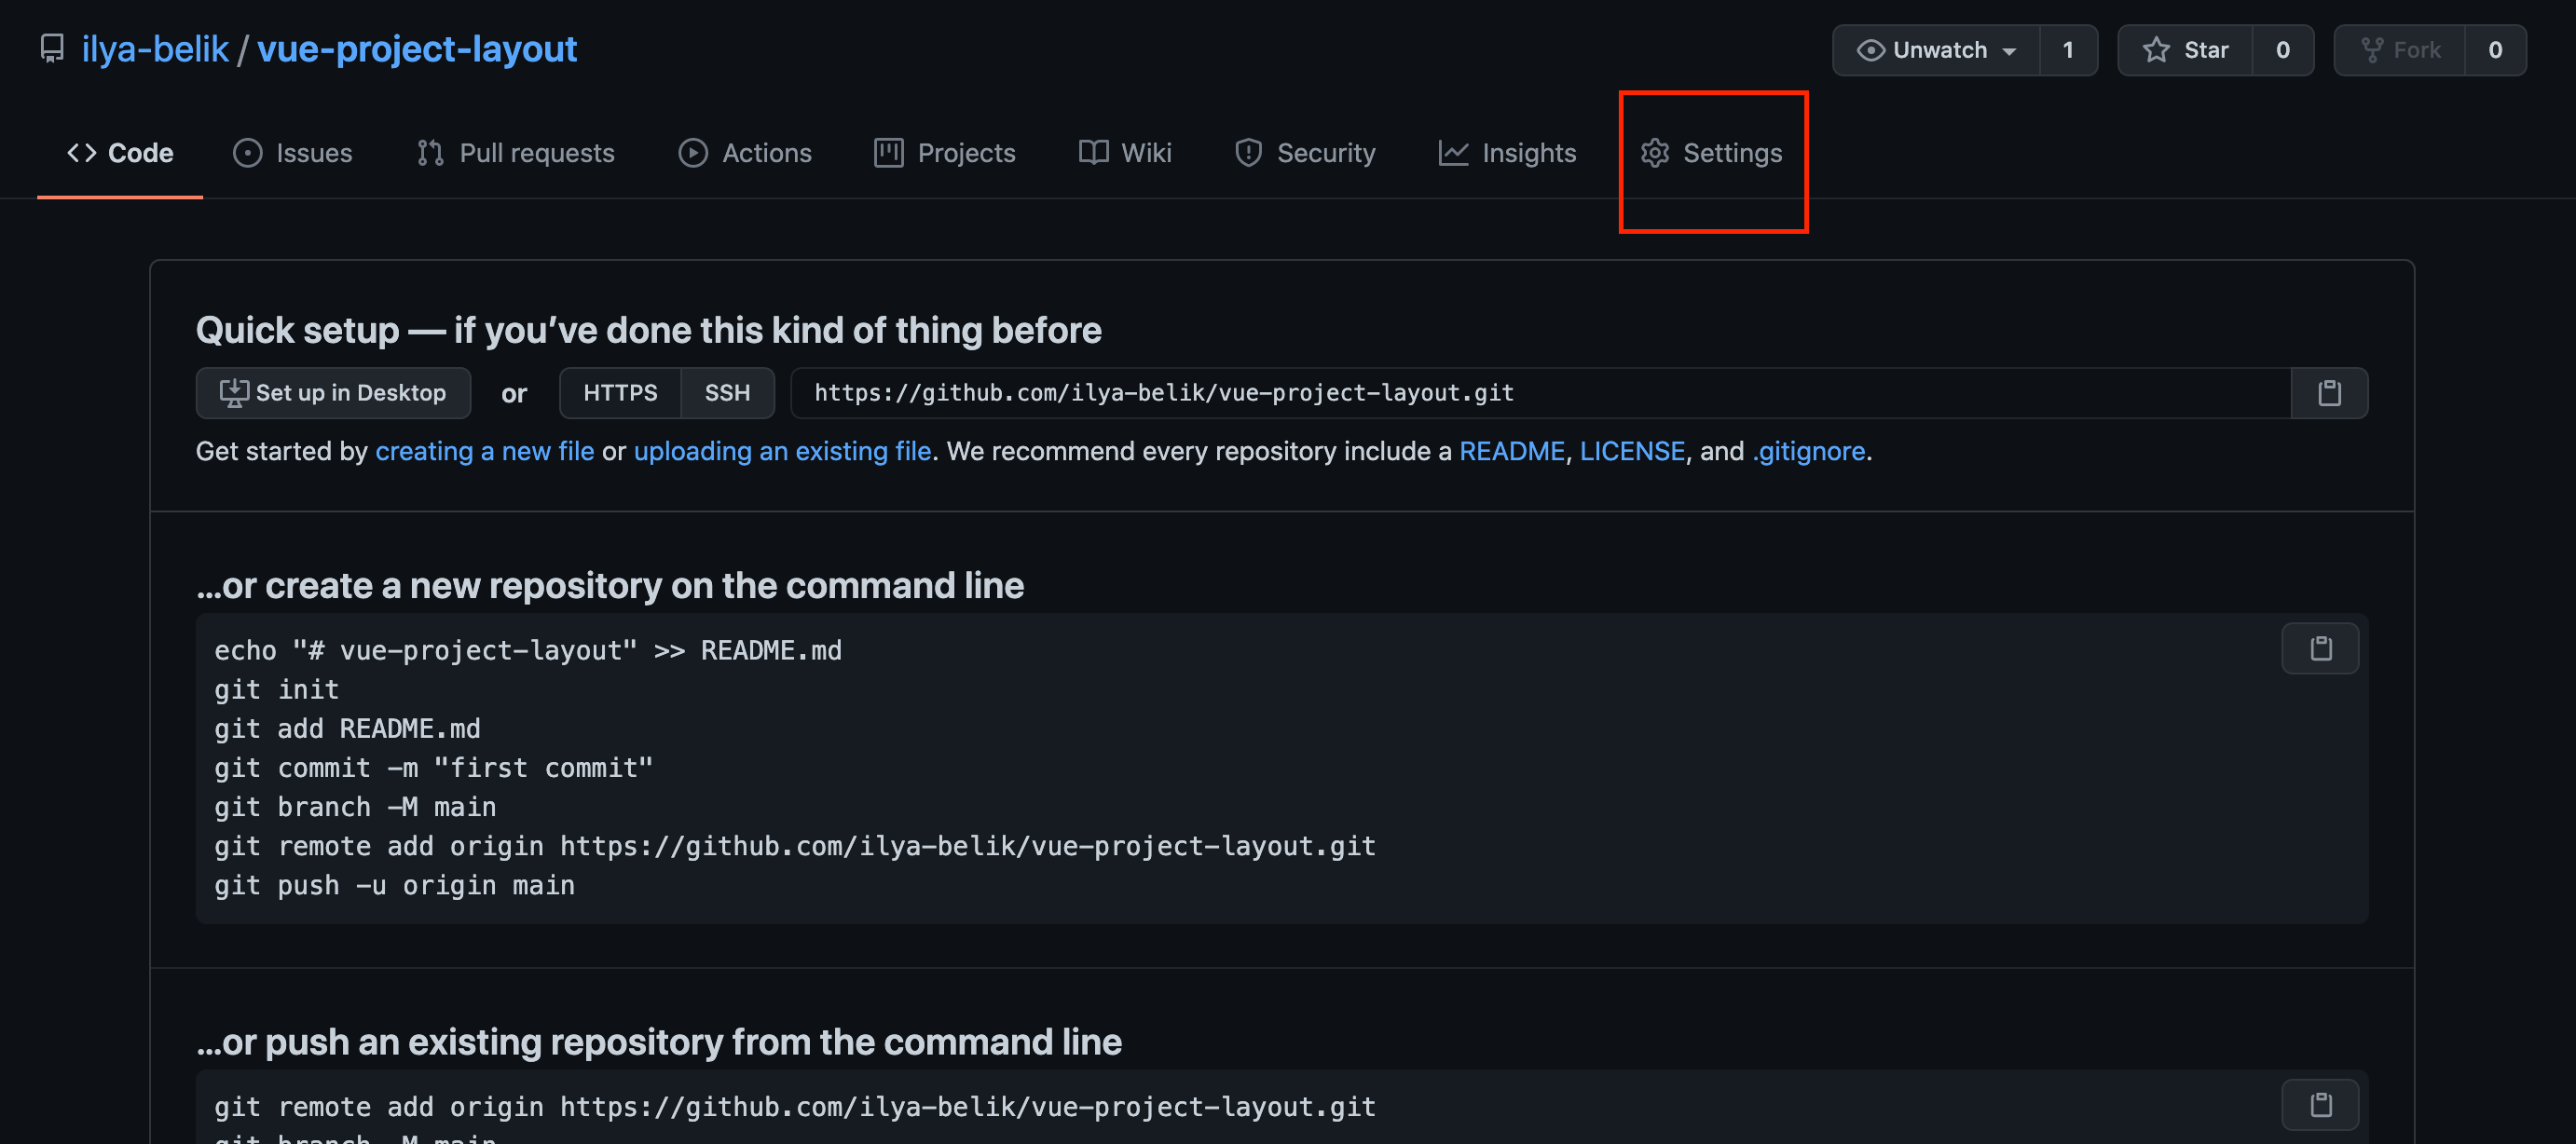 ilya-belik / vue-project-layout
Unwatch 1 Star 0 Fork 0
Code Issues Pull requests Actions Projects Wiki Security Insights Settings
Quick setup — if you’ve done this kind of thing before
Set up in Desktop or HTTPS SSH https://github.com/ilya-belik/vue-project-layout.git
Get started by creating a new file or uploading an existing file. We recommend every repository include a README, LICENSE, and .gitignore.
…or create a new repository on the command line
echo "# vue-project-layout" >> README.md
git init
git add README.md
git commit -m "first commit"
git branch -M main
git remote add origin https://github.com/ilya-belik/vue-project-layout.git
git push -u origin main
…or push an existing repository from the command line
git remote add origin https://github.com/ilya-belik/vue-project-layout.git
git branch -M main